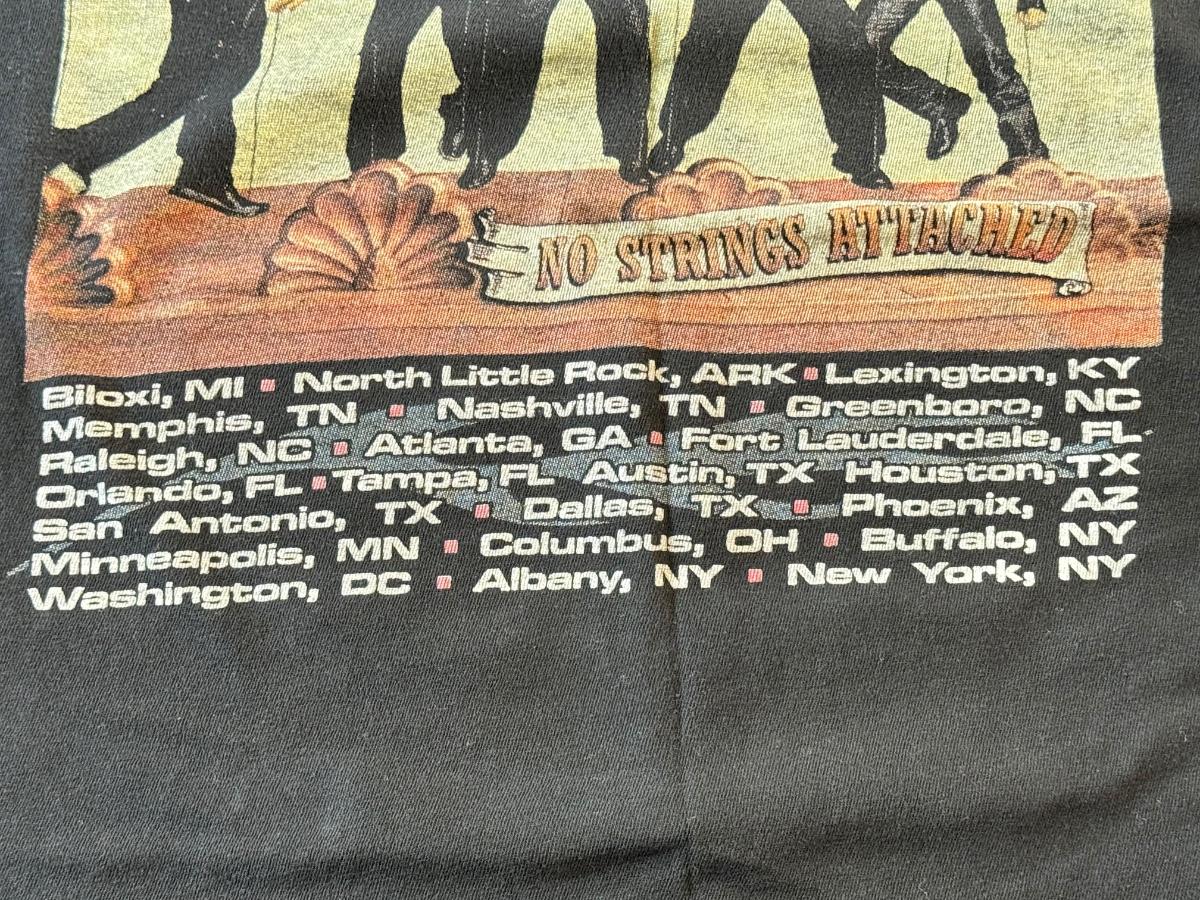 NO STRINGS ATTACHED
Biloxi, MI ▪ North Little Rock, ARK ▪ Lexington, KY
Memphis, TN ▪ Nashville, TN ▪ Greenboro, NC
Raleigh, NC ▪ Atlanta, GA ▪ Fort Lauderdale, FL
Orlando, FL ▪ Tampa, FL Austin, TX Houston, TX
San Antonio, TX ▪ Dallas, TX ▪ Phoenix, AZ
Minneapolis, MN ▪ Columbus, OH ▪ Buffalo, NY
Washington, DC ▪ Albany, NY ▪ New York, NY